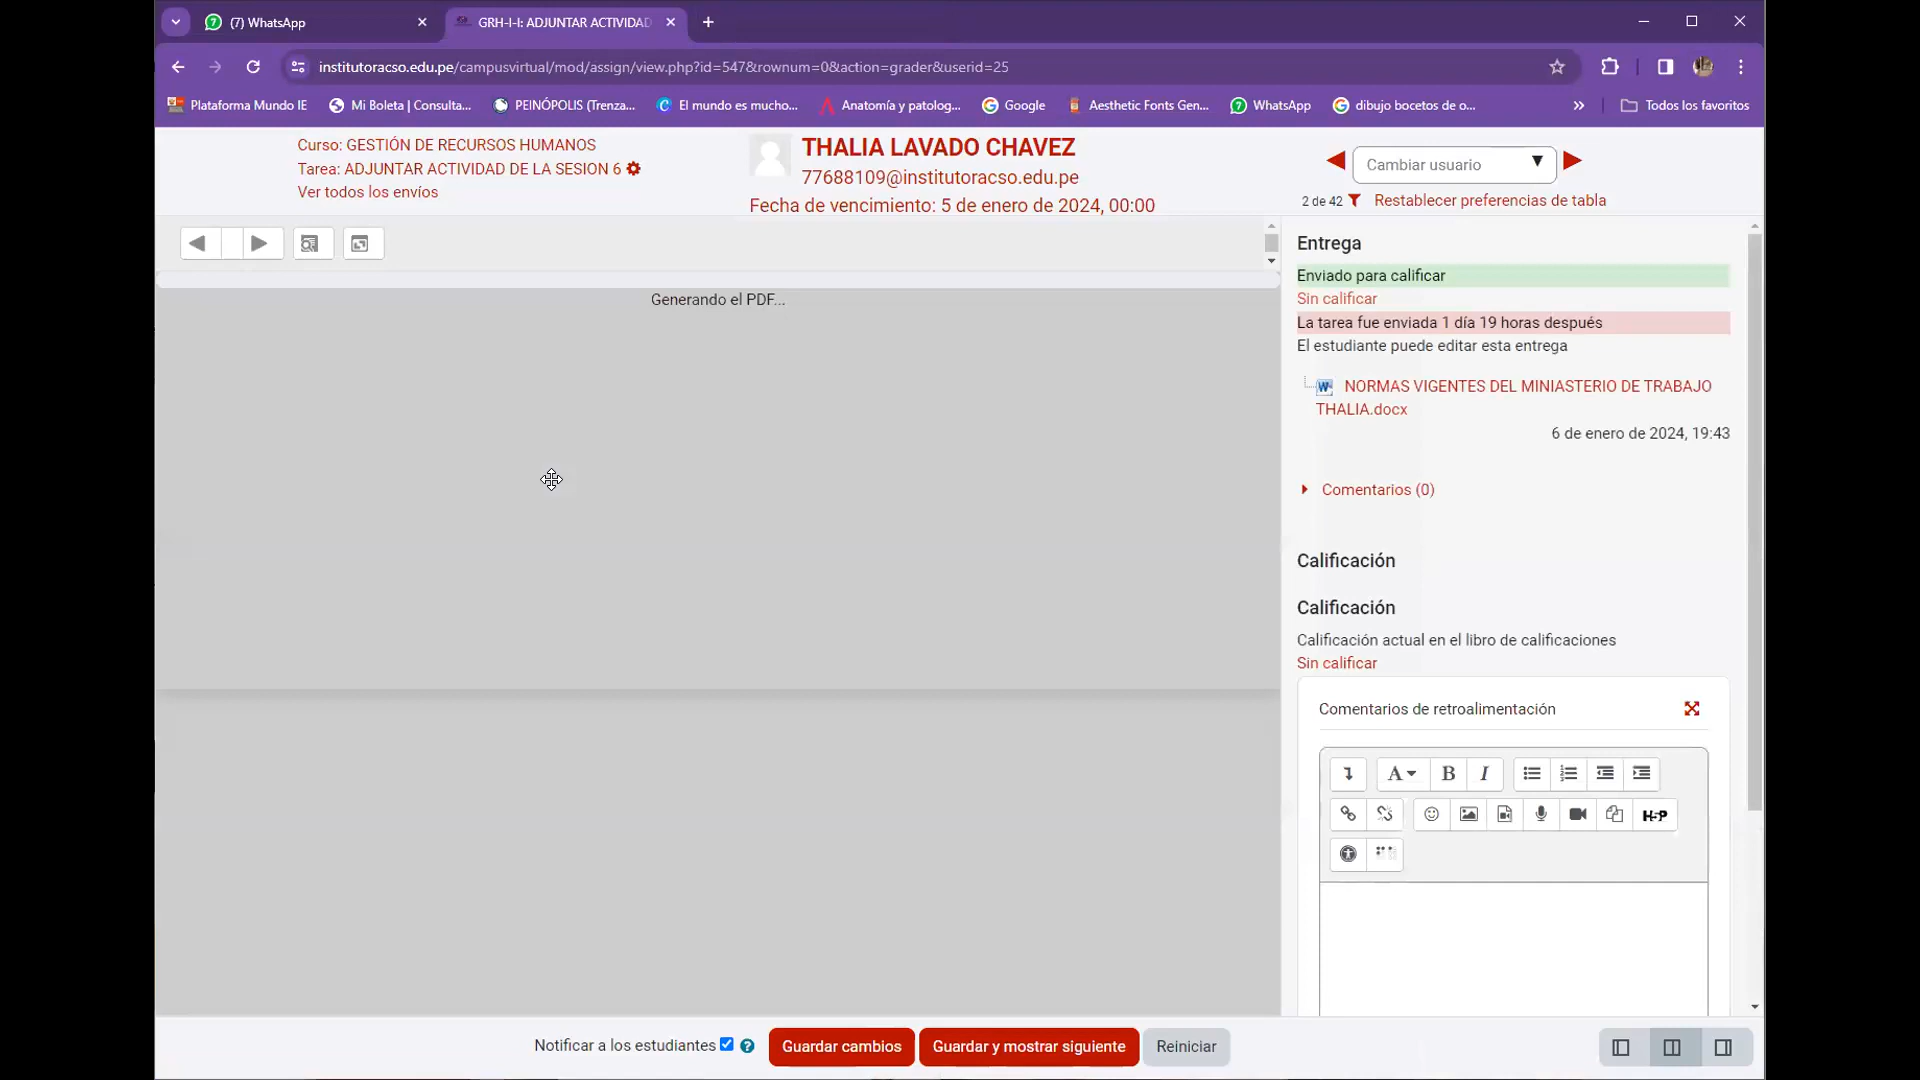 (7) WhatsApp
GRH-I-I: ADJUNTAR ACTIVIDAD
institutoracso.edu.pe/campusvirtual/mod/assign/view.php?id=547&rownum=0&action=grader&userid=25
Plataforma Mundo IE
Mi Boleta | Consulta...
PEINÓPOLIS (Trenza...
El mundo es mucho...
Anatomía y patolog...
Google
Aesthetic Fonts Gen...
WhatsApp
dibujo bocetos de o...
»
Todos los favoritos
Curso: GESTIÓN DE RECURSOS HUMANOS
Tarea: ADJUNTAR ACTIVIDAD DE LA SESION 6
Ver todos los envíos
THALIA LAVADO CHAVEZ
77688109@institutoracso.edu.pe
Fecha de vencimiento: 5 de enero de 2024, 00:00
Cambiar usuario
2 de 42
Restablecer preferencias de tabla
Generando el PDF...
Entrega
Enviado para calificar
Sin calificar
La tarea fue enviada 1 día 19 horas después
El estudiante puede editar esta entrega
NORMAS VIGENTES DEL MINIASTERIO DE TRABAJO
THALIA.docx
6 de enero de 2024, 19:43
Comentarios (0)
Calificación
Calificación
Calificación actual en el libro de calificaciones
Sin calificar
Comentarios de retroalimentación
A B I
H5P
Notificar a los estudiantes
Guardar cambios
Guardar y mostrar siguiente
Reiniciar